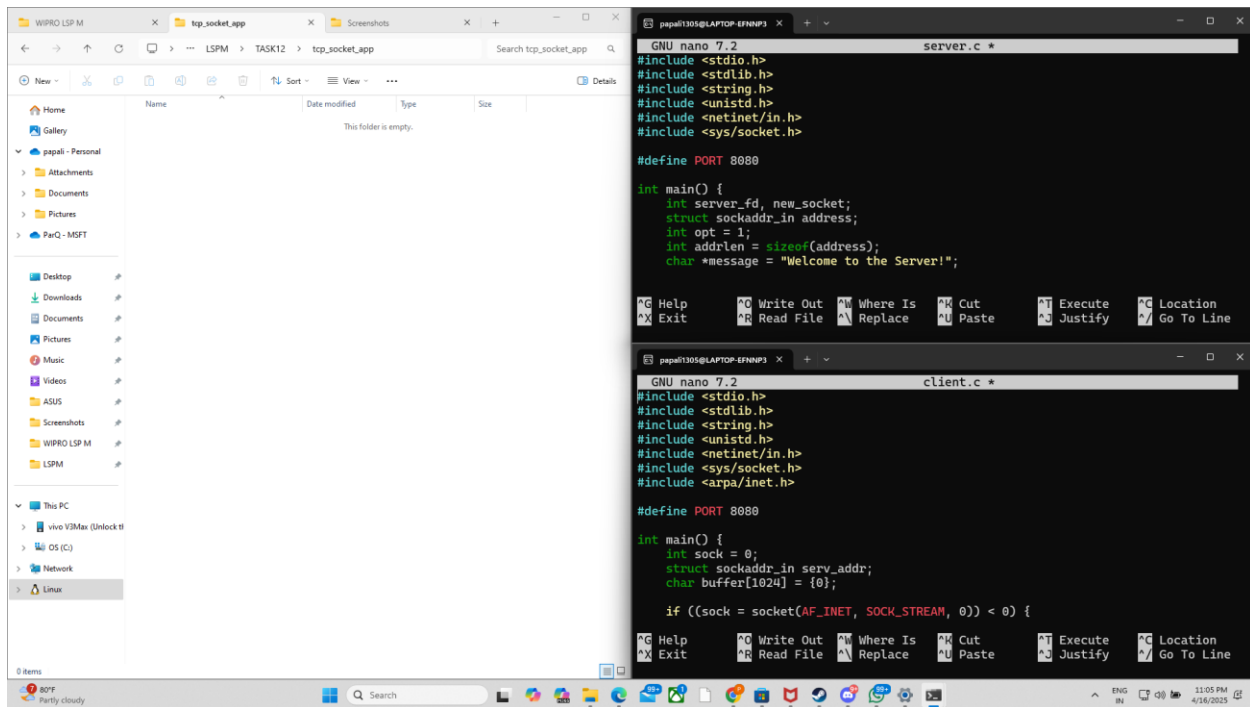 WIPRO LSP M
tcp_socket_app
Screenshots
LSPM > TASK12 > tcp_socket_app
Search tcp_socket_app
New
Sort
View
Details
Name
Date modified
Type
Size
This folder is empty.
Home
Gallery
papali - Personal
Attachments
Documents
Pictures
ParQ - MSFT
Desktop
Downloads
Documents
Pictures
Music
Videos
ASUS
Screenshots
WIPRO LSP M
LSPM
This PC
vivo V3Max (Unlock tl
OS (C:)
Network
Linux
0 items
papali1305@LAPTOP-EFNNP3
GNU nano 7.2 server.c *
#include <stdio.h>
#include <stdlib.h>
#include <string.h>
#include <unistd.h>
#include <netinet/in.h>
#include <sys/socket.h>
#define PORT 8080
int main() {
int server_fd, new_socket;
struct sockaddr_in address;
int opt = 1;
int addrlen = sizeof(address);
char *message = "Welcome to the Server!";
^G Help ^O Write Out ^W Where Is ^K Cut ^T Execute ^C Location
^X Exit ^R Read File ^\ Replace ^U Paste ^J Justify ^/ Go To Line
papali1305@LAPTOP-EFNNP3
GNU nano 7.2 client.c *
#include <stdio.h>
#include <stdlib.h>
#include <string.h>
#include <unistd.h>
#include <netinet/in.h>
#include <sys/socket.h>
#include <arpa/inet.h>
#define PORT 8080
int main() {
int sock = 0;
struct sockaddr_in serv_addr;
char buffer[1024] = {0};
if ((sock = socket(AF_INET, SOCK_STREAM, 0)) < 0) {
^G Help ^O Write Out ^W Where Is ^K Cut ^T Execute ^C Location
^X Exit ^R Read File ^\ Replace ^U Paste ^J Justify ^/ Go To Line
7
80°F
Partly cloudy
Search
99+
99+
ENG
IN
11:05 PM
4/16/2025